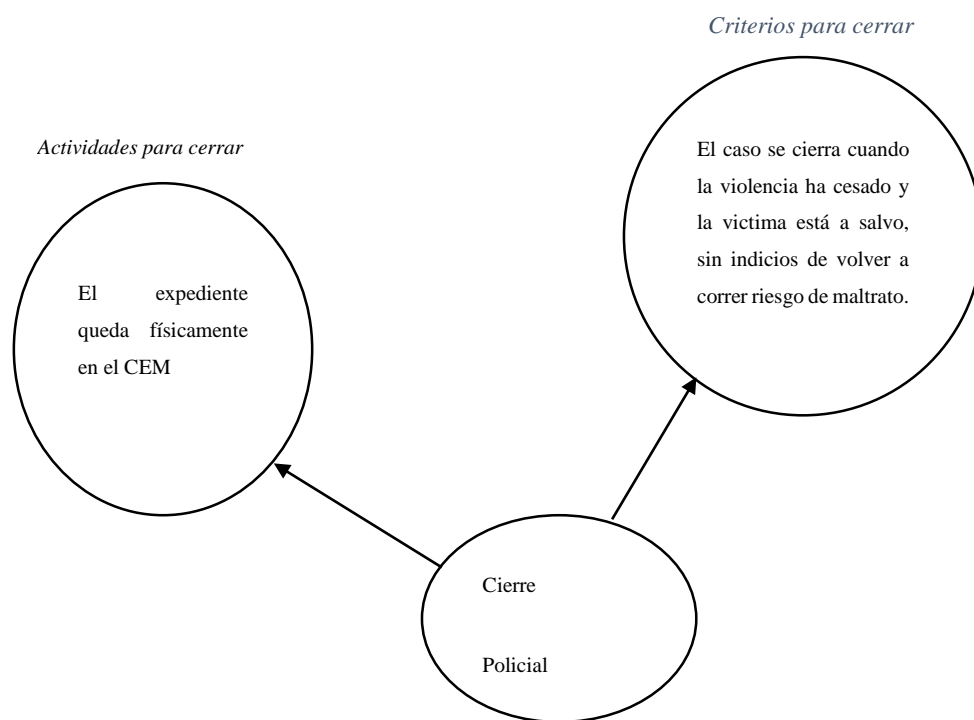 Criterios para cerrar
El caso se cierra cuando
la violencia ha cesado y
la victima está a salvo,
sin indicios de volver a
correr riesgo de maltrato.
Actividades para cerrar
El expediente
queda físicamente
en el CEM
Cierre
Policial